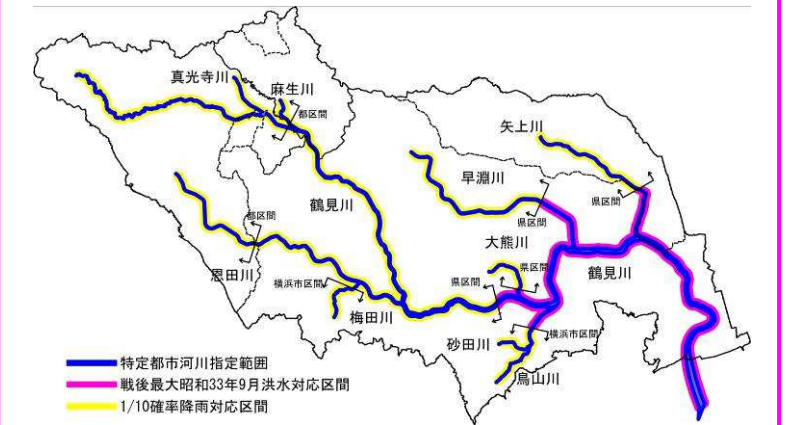 真光寺川
麻生川
都区間
矢上川
早淵川
県区間
鶴見川
県区間
都区間
大熊川
県区間
鶴見川
恩田川
横浜市区間
県区間
梅田川
横浜市区間
砂田川
鳥山川
特定都市河川指定範囲
戦後最大昭和33年9月洪水対応区間
1/10確率降雨対応区間